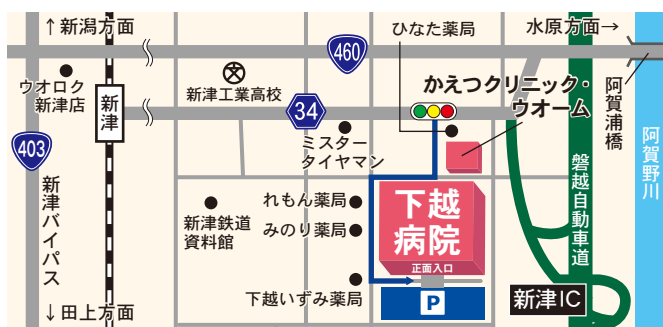 ↑新潟方面
460
ひなた薬局
水原方面→
ウオロク
新津店
新津
新津工業高校
かえつクリニック・
ウオーム
阿賀浦橋
34
ミスター
タイヤマン
403
新津バイパス
阿賀野川
磐越自動車道
れもん薬局
みのり薬局
新津鉄道
資料館
下越
病院
正面入口
下越いずみ薬局
P
新津IC
↓田上方面